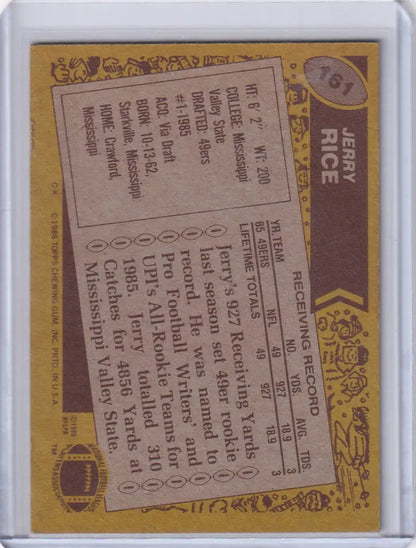 161
JERRY
RICE
HT: 6' 2" WT: 200
COLLEGE: Mississippi
Valley State
DRAFTED: 49ers
#1-1985
ACQ: Via Draft
BORN: 10-13-62,
Starkville, Mississippi
HOME: Crawford,
Mississippi
RECEIVING RECORD
YR. TEAM NO. YDS. AVG. TDS.
85 49ERS NFL 49 927 18.9 3
LIFETIME TOTALS 49 927 18.9 3
Jerry's 927 Receiving Yards
last season set 49er rookie
record. He was named to
Pro Football Writers' and
UPI's All-Rookie Teams for
1985. Jerry totalled 310
Catches for 4856 Yards at
Mississippi Valley State.
© 1986 TOPPS CHEWING GUM, INC. PRTD. IN U.S.A.
© 1985
NFLPA
TM